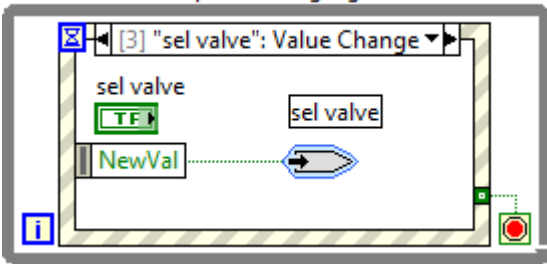 [3] "sel valve": Value Change
sel valve
TF
sel valve
NewVal
i